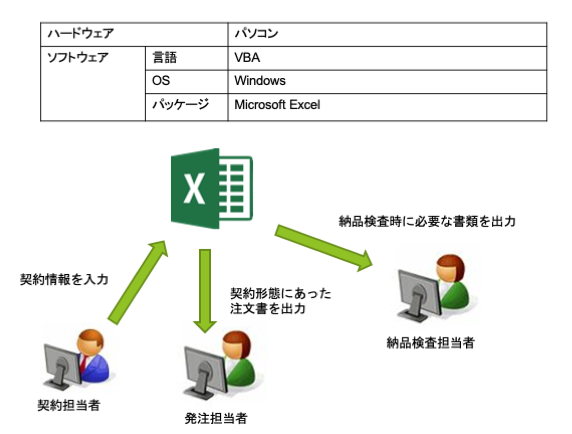 ハードウェア パソコン
ソフトウェア 言語 VBA
OS Windows
パッケージ Microsoft Excel
X
納品検査時に必要な書類を出力
契約情報を入力
契約形態にあった
注文書を出力
納品検査担当者
契約担当者
発注担当者